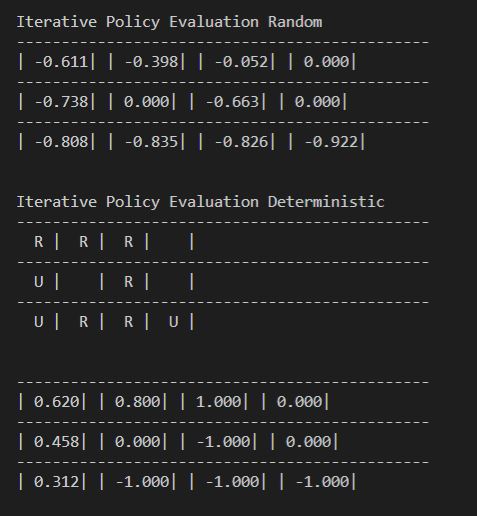 Iterative Policy Evaluation Random
----------------------------------------------
| -0.611| | -0.398| | -0.052| | 0.000|
----------------------------------------------
| -0.738| | 0.000| | -0.663| | 0.000|
----------------------------------------------
| -0.808| | -0.835| | -0.826| | -0.922|
Iterative Policy Evaluation Deterministic
----------------------------------------------
  R |  R |  R |    |
----------------------------------------------
  U |    |  R |    |
----------------------------------------------
  U |  R |  R |  U |
----------------------------------------------
| 0.620| | 0.800| | 1.000| | 0.000|
----------------------------------------------
| 0.458| | 0.000| | -1.000| | 0.000|
----------------------------------------------
| 0.312| | -1.000| | -1.000| | -1.000|